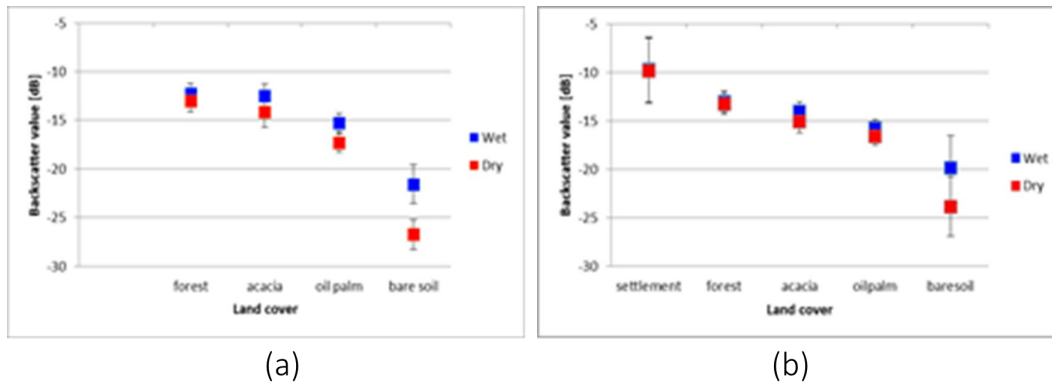 -5
-10
-15
-20
-25
-30
Backscatter value [dB]
forest acacia oil palm bare soil
Land cover
Wet
Dry
(a)
-5
-10
-15
-20
-25
-30
Backscatter value [dB]
settlement forest acacia oilpalm baresoil
Land cover
Wet
Dry
(b)